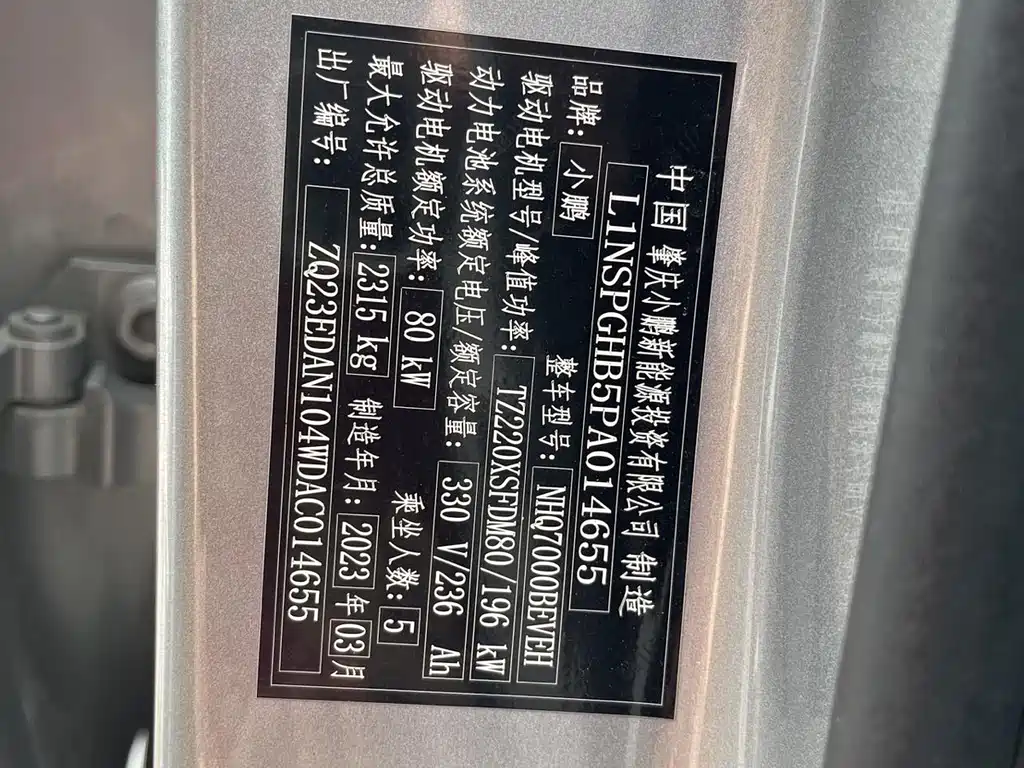 中国 肇庆小鹏新能源投资有限公司 制造
L1NSPGHB5PA014655
品牌: 小鹏 整车型号: NHQ7000BEVEH
驱动电机型号/峰值功率: TZ220XSFDM80/196 kW
动力电池系统额定电压/额定容量: 330 V/236 Ah
驱动电机额定功率: 80 kW 乘坐人数: 5
最大允许总质量: 2315 kg 制造年月: 2023 年 03 月
出厂编号: ZQ23EDAN104WDAC014655